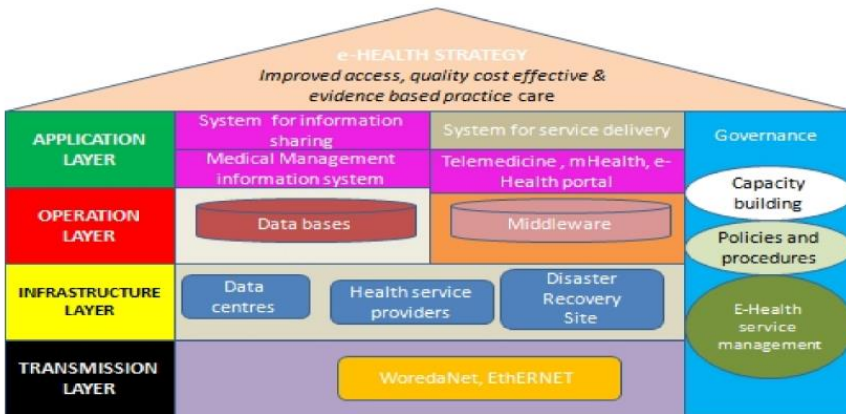 e-HEALTH STRATEGY
Improved access, quality cost effective &
evidence based practice care
APPLICATION
LAYER
System for information
sharing
System for service delivery
Governance
Medical Management
information system
Telemedicine , mHealth, e-
Health portal
Capacity
building
OPERATION
LAYER
Data bases
Middleware
Policies and
procedures
INFRASTRUCTURE
LAYER
Data
centres
Health service
providers
Disaster
Recovery
Site
E-Health
service
management
TRANSMISSION
LAYER
WoredaNet, EthERNET